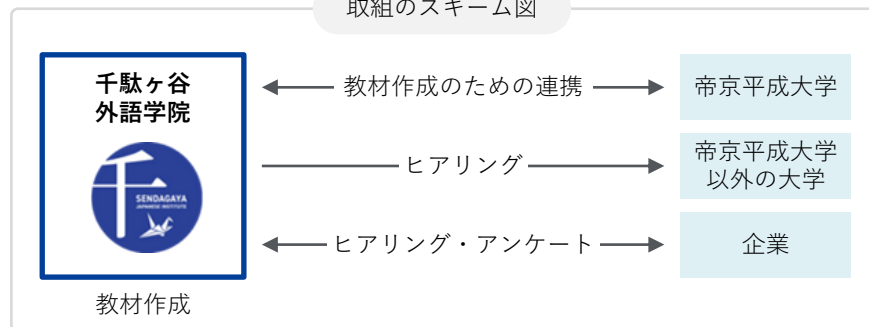 取組のスキーム図
千駄ヶ谷
外語学院
千
SENDAGAYA
JAPANESE INSTITUTE
教材作成
教材作成のための連携
帝京平成大学
ヒアリング
帝京平成大学
以外の大学
ヒアリング・アンケート
企業